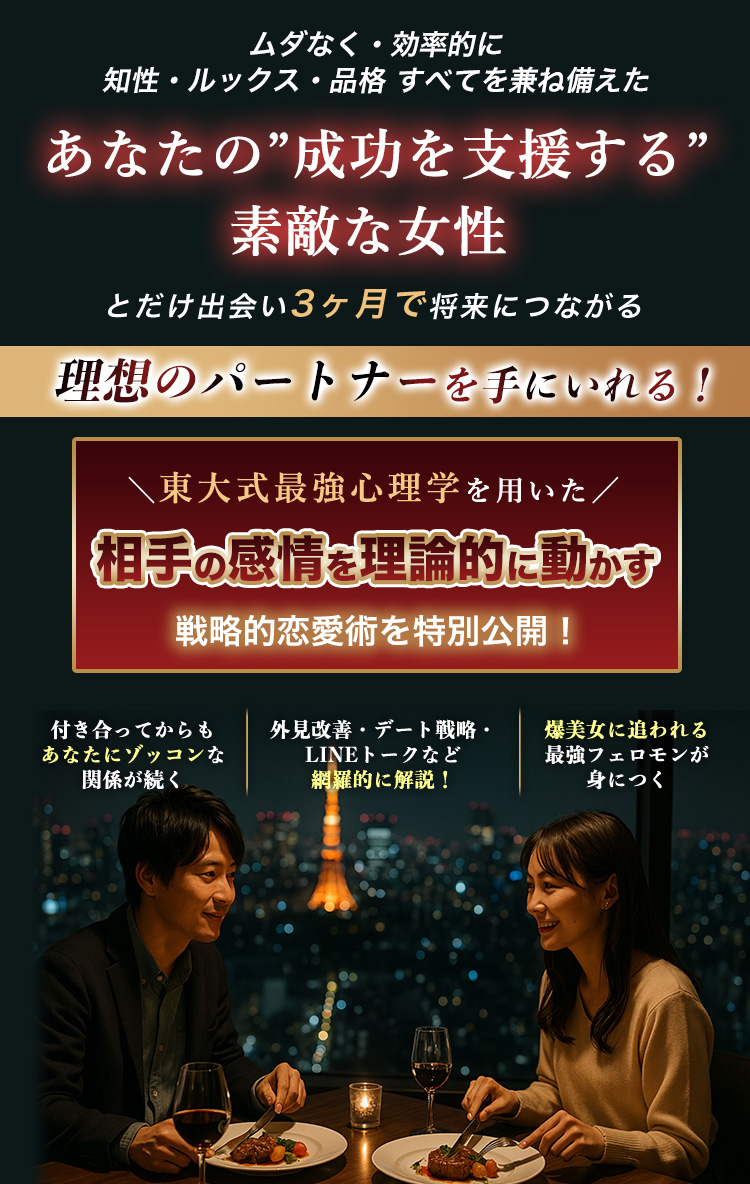 ムダなく・効率的に
知性・ルックス・品格 すべてを兼ね備えた
あなたの”成功を支援する”
素敵な女性
とだけ出会い3ヶ月で将来につながる
理想のパートナーを手にいれる！
＼東大式最強心理学を用いた／
相手の感情を理論的に動かす
戦略的恋愛術を特別公開！
付き合ってからも
あなたにゾッコンな
関係が続く
外見改善・デート戦略・
LINEトークなど
網羅的に解説！
爆美女に追われる
最強フェロモンが
身につく